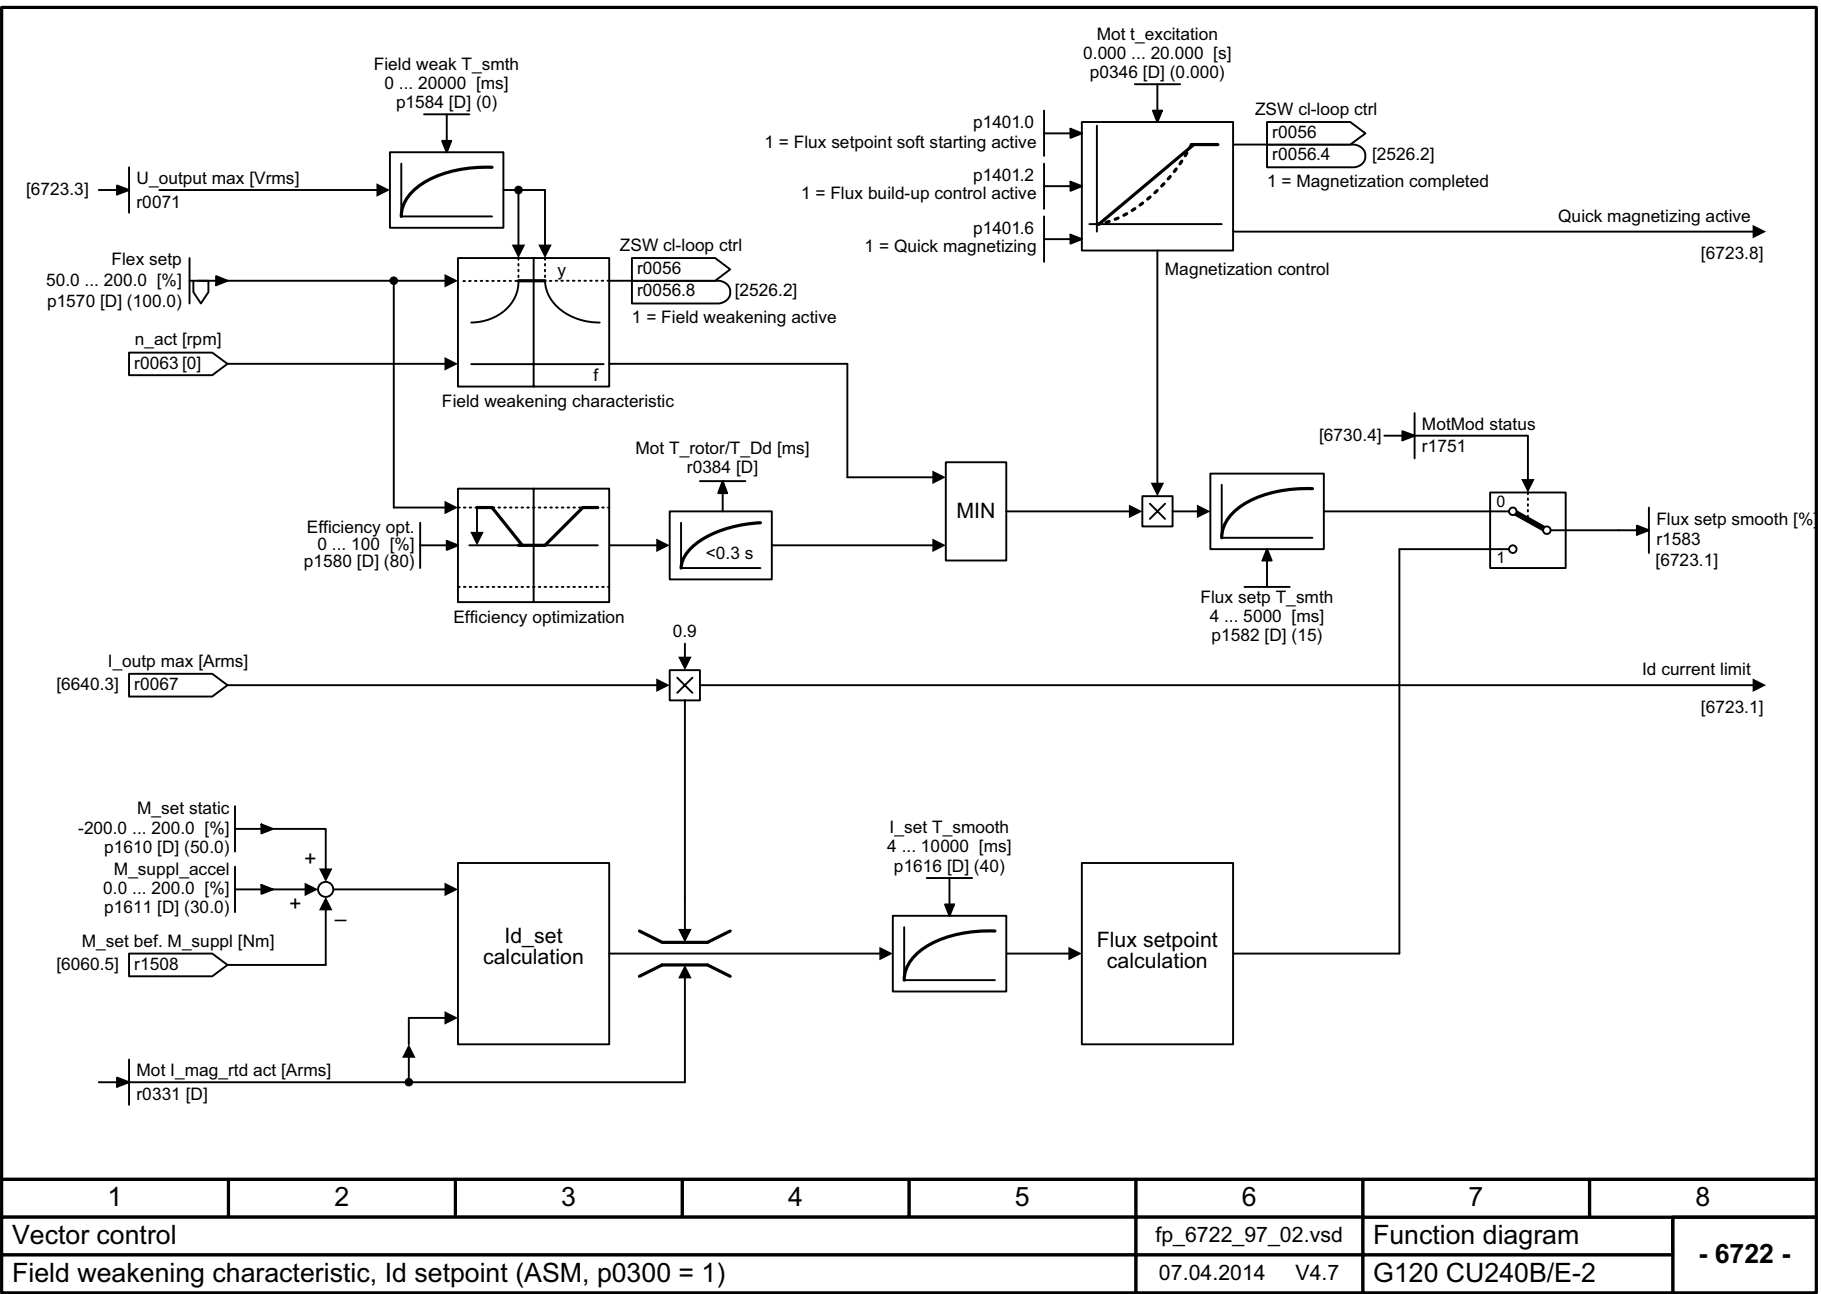 Mot t_excitation
0.000 ... 20.000 [s]
p0346 [D] (0.000)
Field weak T_smth
0 ... 20000 [ms]
p1584 [D] (0)
p1401.0
1 = Flux setpoint soft starting active
p1401.2
1 = Flux build-up control active
p1401.6
1 = Quick magnetizing
ZSW cl-loop ctrl
r0056
r0056.4 [2526.2]
1 = Magnetization completed
Quick magnetizing active
[6723.8]
Magnetization control
[6723.3]
U_output max [Vrms]
r0071
Flex setp
50.0 ... 200.0 [%]
p1570 [D] (100.0)
y
f
ZSW cl-loop ctrl
r0056
r0056.8 [2526.2]
1 = Field weakening active
n_act [rpm]
r0063 [0]
Field weakening characteristic
Mot T_rotor/T_Dd [ms]
r0384 [D]
Efficiency opt.
0 ... 100 [%]
p1580 [D] (80)
<0.3 s
Efficiency optimization
MIN
[6730.4]
MotMod status
r1751
0
1
Flux setp smooth [%
r1583
[6723.1]
Flux setp T_smth
4 ... 5000 [ms]
p1582 [D] (15)
0.9
I_outp max [Arms]
[6640.3] r0067
Id current limit
[6723.1]
M_set static
-200.0 ... 200.0 [%]
p1610 [D] (50.0)
+
M_suppl_accel
0.0 ... 200.0 [%]
p1611 [D] (30.0)
+
–
M_set bef. M_suppl [Nm]
[6060.5] r1508
Id_set
calculation
I_set T_smooth
4 ... 10000 [ms]
p1616 [D] (40)
Flux setpoint
calculation
Mot I_mag_rtd act [Arms]
r0331 [D]
1 2 3 4 5 6 7 8
Vector control
fp_6722_97_02.vsd
Function diagram
- 6722 -
Field weakening characteristic, Id setpoint (ASM, p0300 = 1)
07.04.2014 V4.7
G120 CU240B/E-2